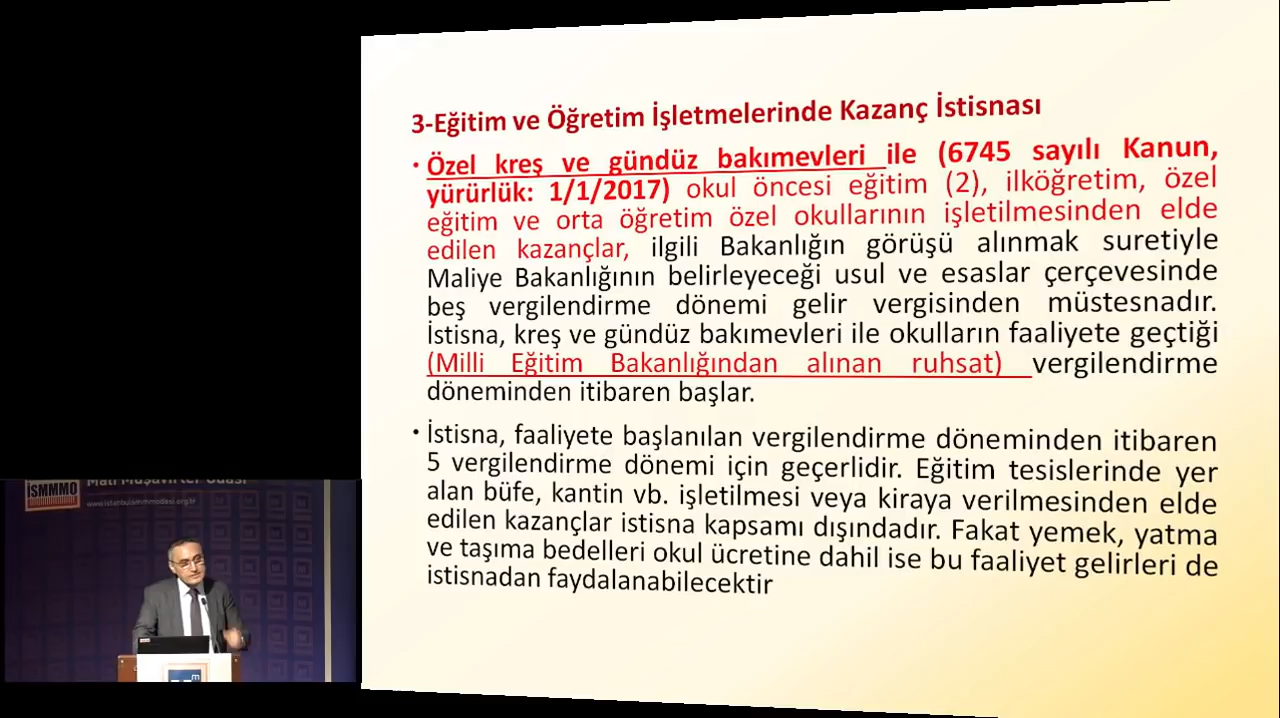 3-Eğitim ve Öğretim İşletmelerinde Kazanç İstisnası
• Özel kreş ve gündüz bakımevleri ile (6745 sayılı Kanun,
yürürlük: 1/1/2017) okul öncesi eğitim (2), ilköğretim, özel
eğitim ve orta öğretim özel okullarının işletilmesinden elde
edilen kazançlar, ilgili Bakanlığın görüşü alınmak suretiyle
Maliye Bakanlığının belirleyeceği usul ve esaslar çerçevesinde
beş vergilendirme dönemi gelir vergisinden müstesnadır.
İstisna, kreş ve gündüz bakımevleri ile okulların faaliyete geçtiği
(Milli Eğitim Bakanlığından alınan ruhsat) vergilendirme
döneminden itibaren başlar.
• İstisna, faaliyete başlanılan vergilendirme döneminden itibaren
5 vergilendirme dönemi için geçerlidir. Eğitim tesislerinde yer
alan büfe, kantin vb. işletilmesi veya kiraya verilmesinden elde
edilen kazançlar istisna kapsamı dışındadır. Fakat yemek, yatma
ve taşıma bedelleri okul ücretine dahil ise bu faaliyet gelirleri de
istisnadan faydalanabilecektir
İSMMMO
Mali Müşavirler Odası
www.istanbulsmmmodasi.org.tr